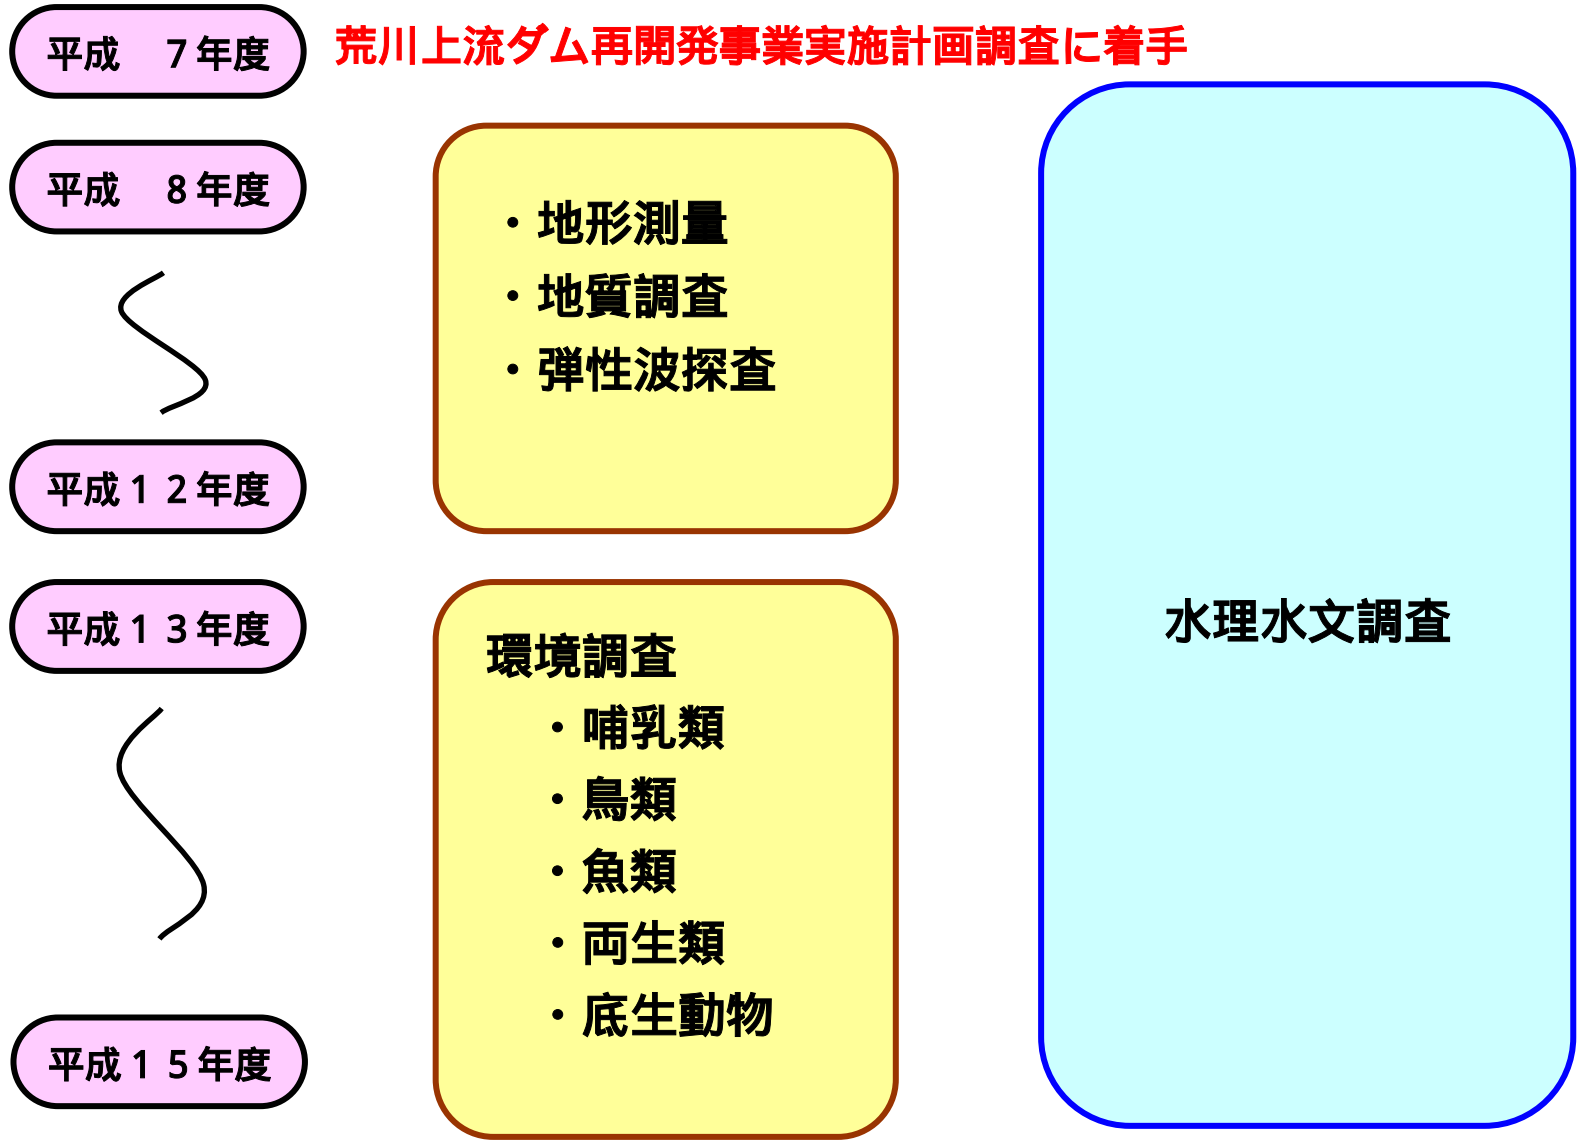 平成　７年度
荒川上流ダム再開発事業実施計画調査に着手
平成　８年度
・地形測量
・地質調査
・弾性波探査
平成１２年度
平成１３年度
環境調査
・哺乳類
・鳥類
・魚類
・両生類
・底生動物
平成１５年度
水理水文調査